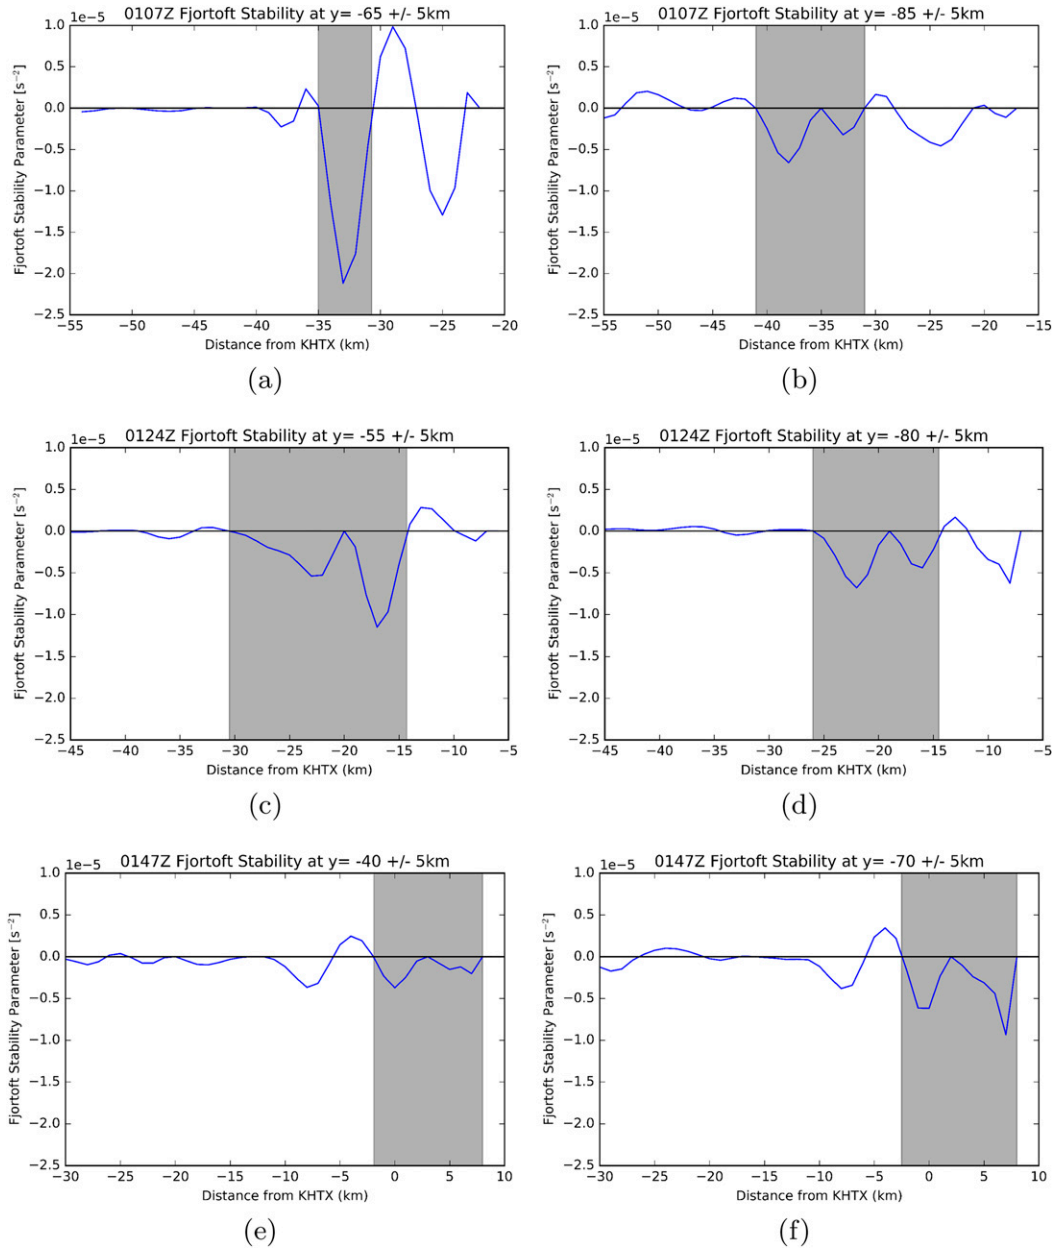 0107Z Fjortoft Stability at y= -65 +/- 5km
1e−5
1.0
0.5
0.0
−0.5
−1.0
−1.5
−2.0
−2.5
Fjortoft Stability Parameter [s⁻²]
−55 −50 −45 −40 −35 −30 −25 −20
Distance from KHTX (km)
(a)
0107Z Fjortoft Stability at y= -85 +/- 5km
1e−5
1.0
0.5
0.0
−0.5
−1.0
−1.5
−2.0
−2.5
Fjortoft Stability Parameter [s⁻²]
−55 −50 −45 −40 −35 −30 −25 −20 −15
Distance from KHTX (km)
(b)
0124Z Fjortoft Stability at y= -55 +/- 5km
1e−5
1.0
0.5
0.0
−0.5
−1.0
−1.5
−2.0
−2.5
Fjortoft Stability Parameter [s⁻²]
−45 −40 −35 −30 −25 −20 −15 −10 −5
Distance from KHTX (km)
(c)
0124Z Fjortoft Stability at y= -80 +/- 5km
1e−5
1.0
0.5
0.0
−0.5
−1.0
−1.5
−2.0
−2.5
Fjortoft Stability Parameter [s⁻²]
−45 −40 −35 −30 −25 −20 −15 −10 −5
Distance from KHTX (km)
(d)
0147Z Fjortoft Stability at y= -40 +/- 5km
1e−5
1.0
0.5
0.0
−0.5
−1.0
−1.5
−2.0
−2.5
Fjortoft Stability Parameter [s⁻²]
−30 −25 −20 −15 −10 −5 0 5 10
Distance from KHTX (km)
(e)
0147Z Fjortoft Stability at y= -70 +/- 5km
1e−5
1.0
0.5
0.0
−0.5
−1.0
−1.5
−2.0
−2.5
Fjortoft Stability Parameter [s⁻²]
−30 −25 −20 −15 −10 −5 0 5 10
Distance from KHTX (km)
(f)